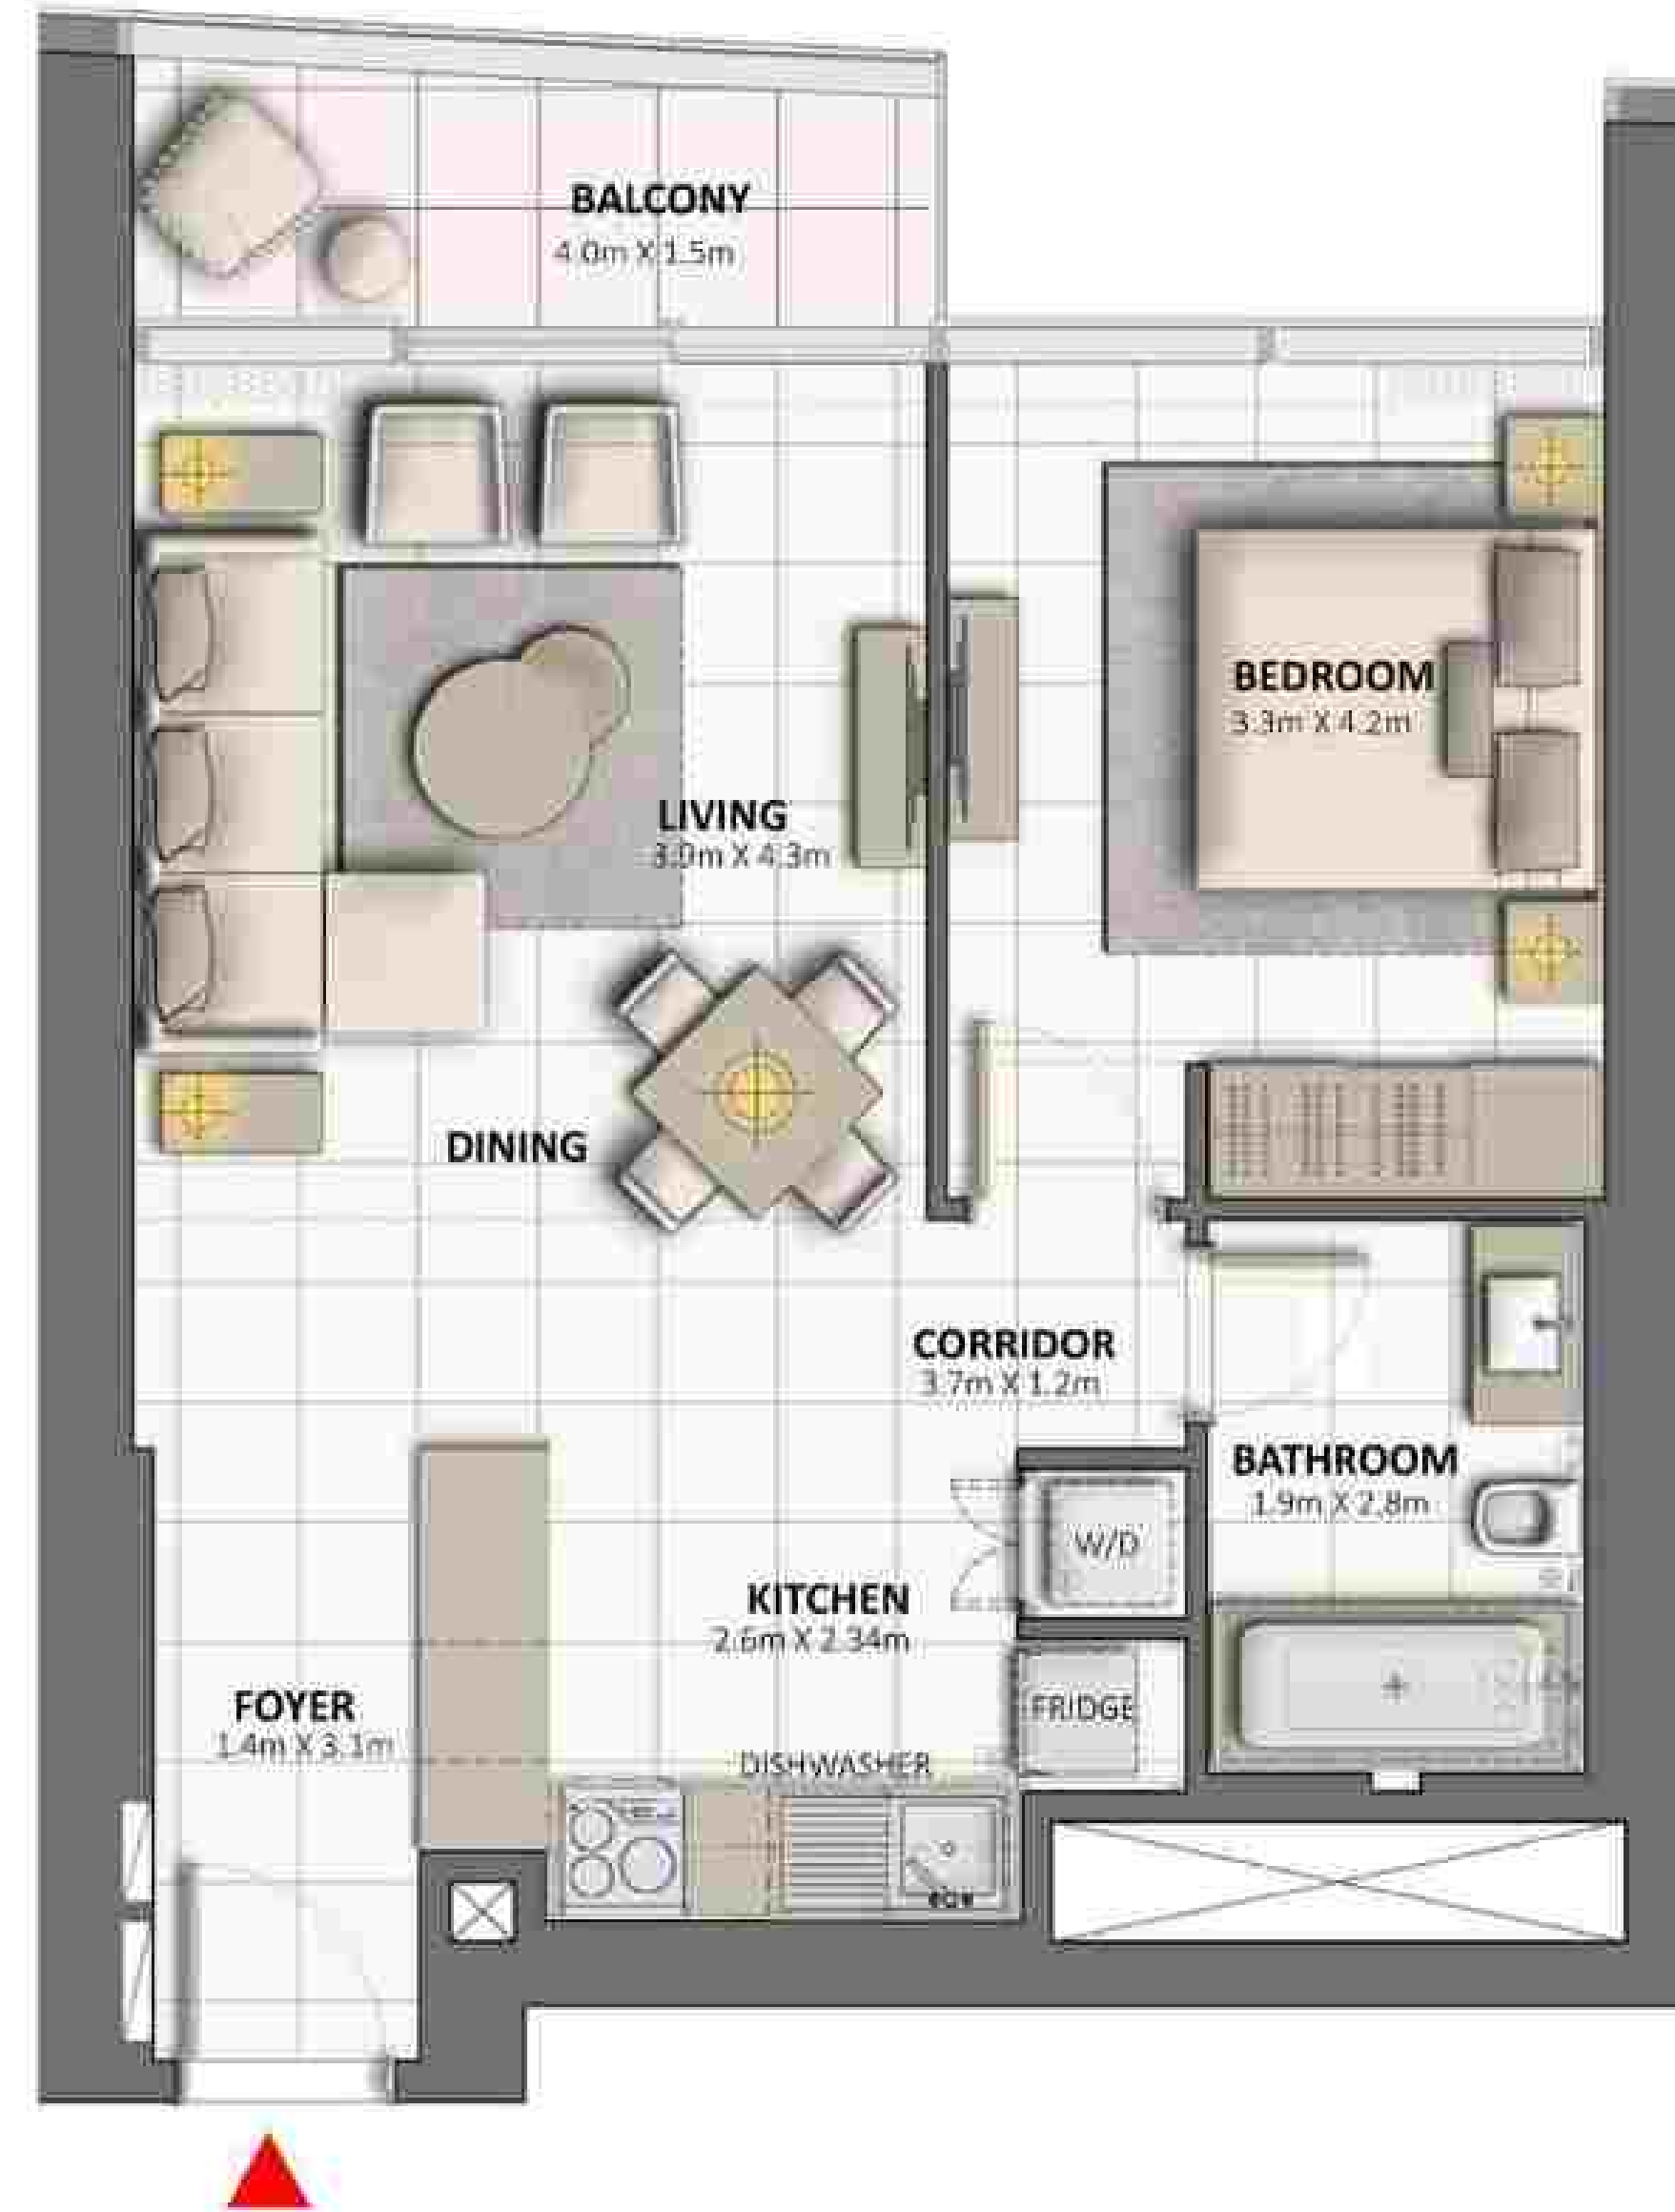 BALCONY
4.0m X 1.5m
BEDROOM
3.3m X 4.2m
LIVING
3.9m X 4.3m
DINING
CORRIDOR
3.7m X 1.2m
BATHROOM
1.9m X 2.8m
W/D
KITCHEN
2.6m X 2.34m
FOYER
1.4m X 3.1m
FRIDGE
DISHWASHER